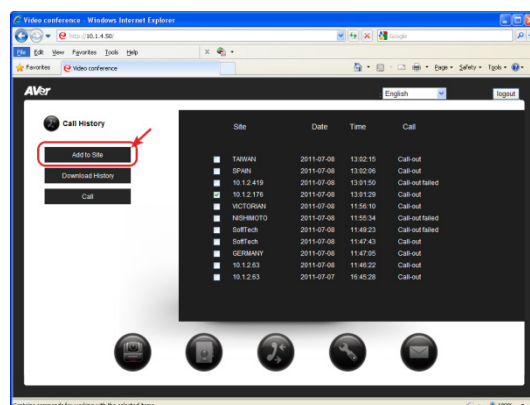 Video conference - Windows Internet Explorer
http://10.1.4.50/
Google
File Edit View Favorites Tools Help
Favorites Video conference
Page Safety Tools
AVer
English logout
Call History
Site Date Time Call
Add to Site
Download History
Call
TAIWAN 2011-07-08 13:02:15 Call-out
SPAIN 2011-07-08 13:02:06 Call-out
10.1.2.419 2011-07-08 13:01:50 Call-out failed
10.1.2.176 2011-07-08 13:01:29 Call-out
VICTORIAN 2011-07-08 11:56:10 Call-out
NISHIMOTO 2011-07-08 11:55:34 Call-out failed
SoftTech 2011-07-08 11:49:23 Call-out failed
SoftTech 2011-07-08 11:47:43 Call-out
GERMANY 2011-07-08 11:47:05 Call-out
10.1.2.63 2011-07-08 11:46:22 Call-out
10.1.2.63 2011-07-07 16:45:28 Call-out